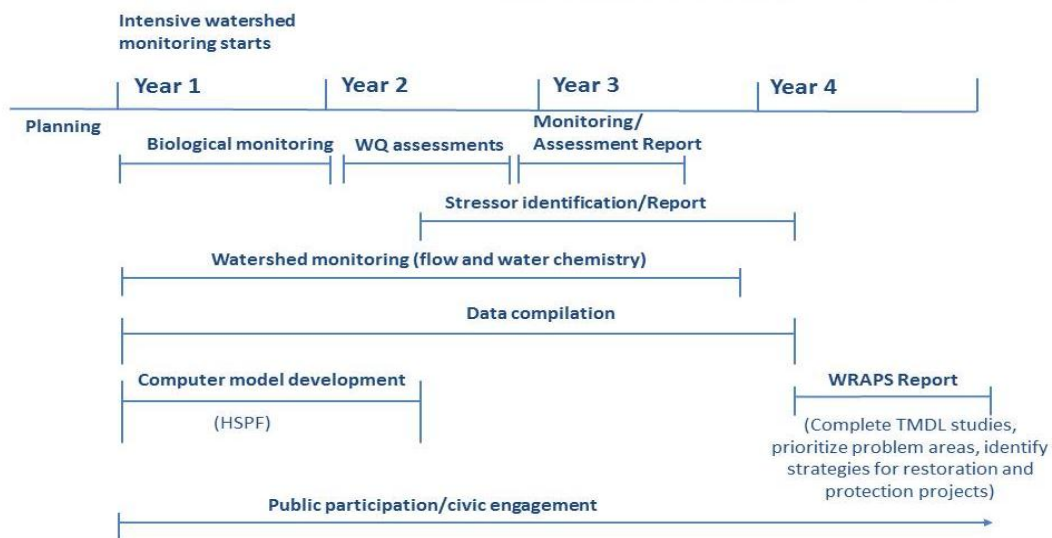 Intensive watershed
monitoring starts
Year 1
Year 2
Year 3
Year 4
Planning
Biological monitoring
WQ assessments
Monitoring/
Assessment Report
Stressor identification/Report
Watershed monitoring (flow and water chemistry)
Data compilation
Computer model development
(HSPF)
WRAPS Report
(Complete TMDL studies,
prioritize problem areas, identify
strategies for restoration and
protection projects)
Public participation/civic engagement